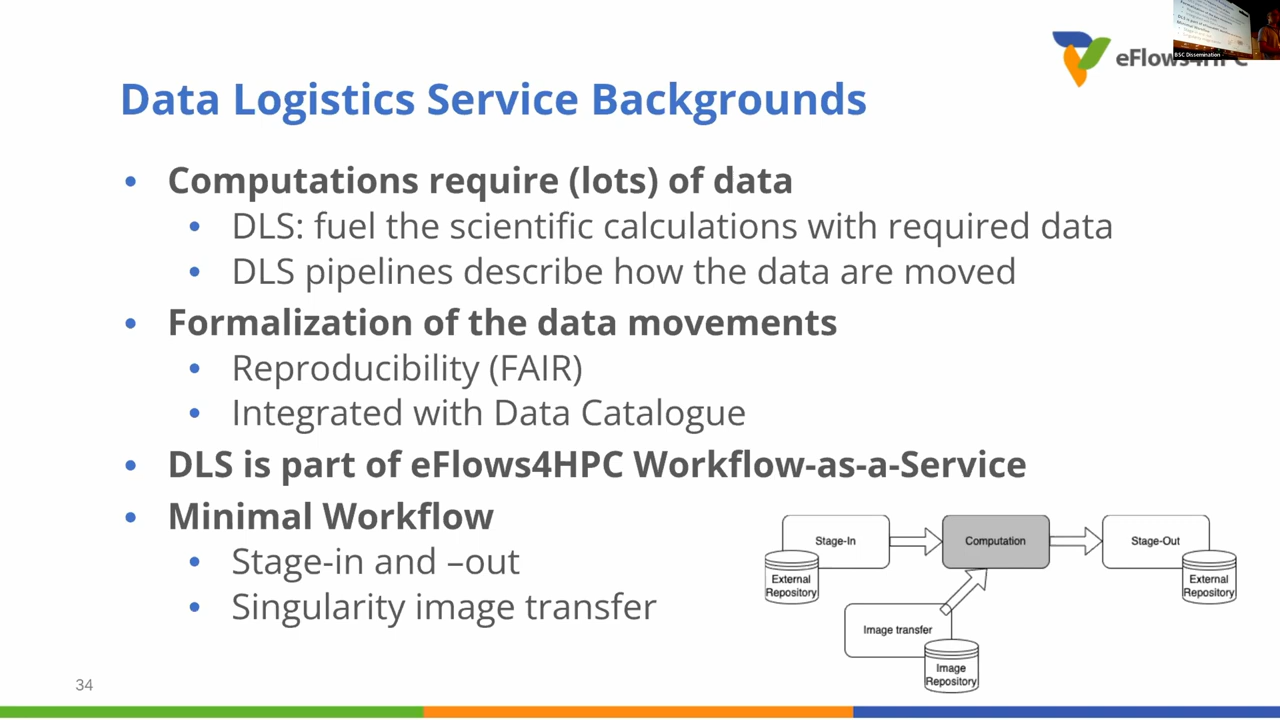 BSC Dissemination
eFlows4HPC
Data Logistics Service Backgrounds
• Computations require (lots) of data
• DLS: fuel the scientific calculations with required data
• DLS pipelines describe how the data are moved
• Formalization of the data movements
• Reproducibility (FAIR)
• Integrated with Data Catalogue
• DLS is part of eFlows4HPC Workflow-as-a-Service
• Minimal Workflow
• Stage-in and –out
• Singularity image transfer
Stage-In
Computation
Stage-Out
External
Repository
External
Repository
Image transfer
Image
Repository
34